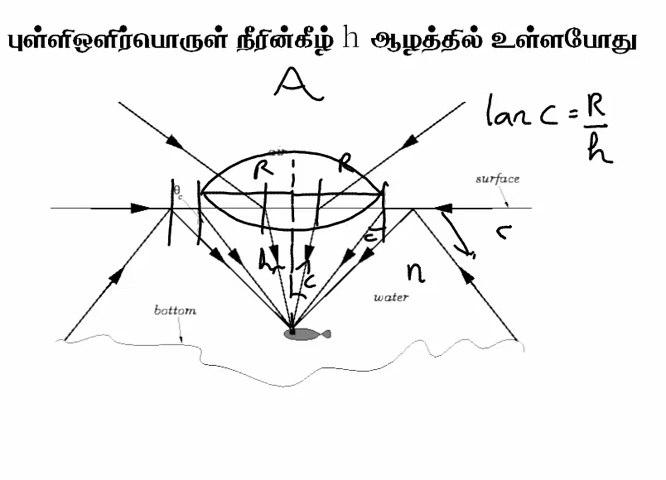 புள்ளிஒளிர்பொருள் நீரின்கீழ் h ஆழத்தில் உள்ளபோது
A
tan C = R/h
air
R R
surface
θc
c
c
h
C
n
water
bottom